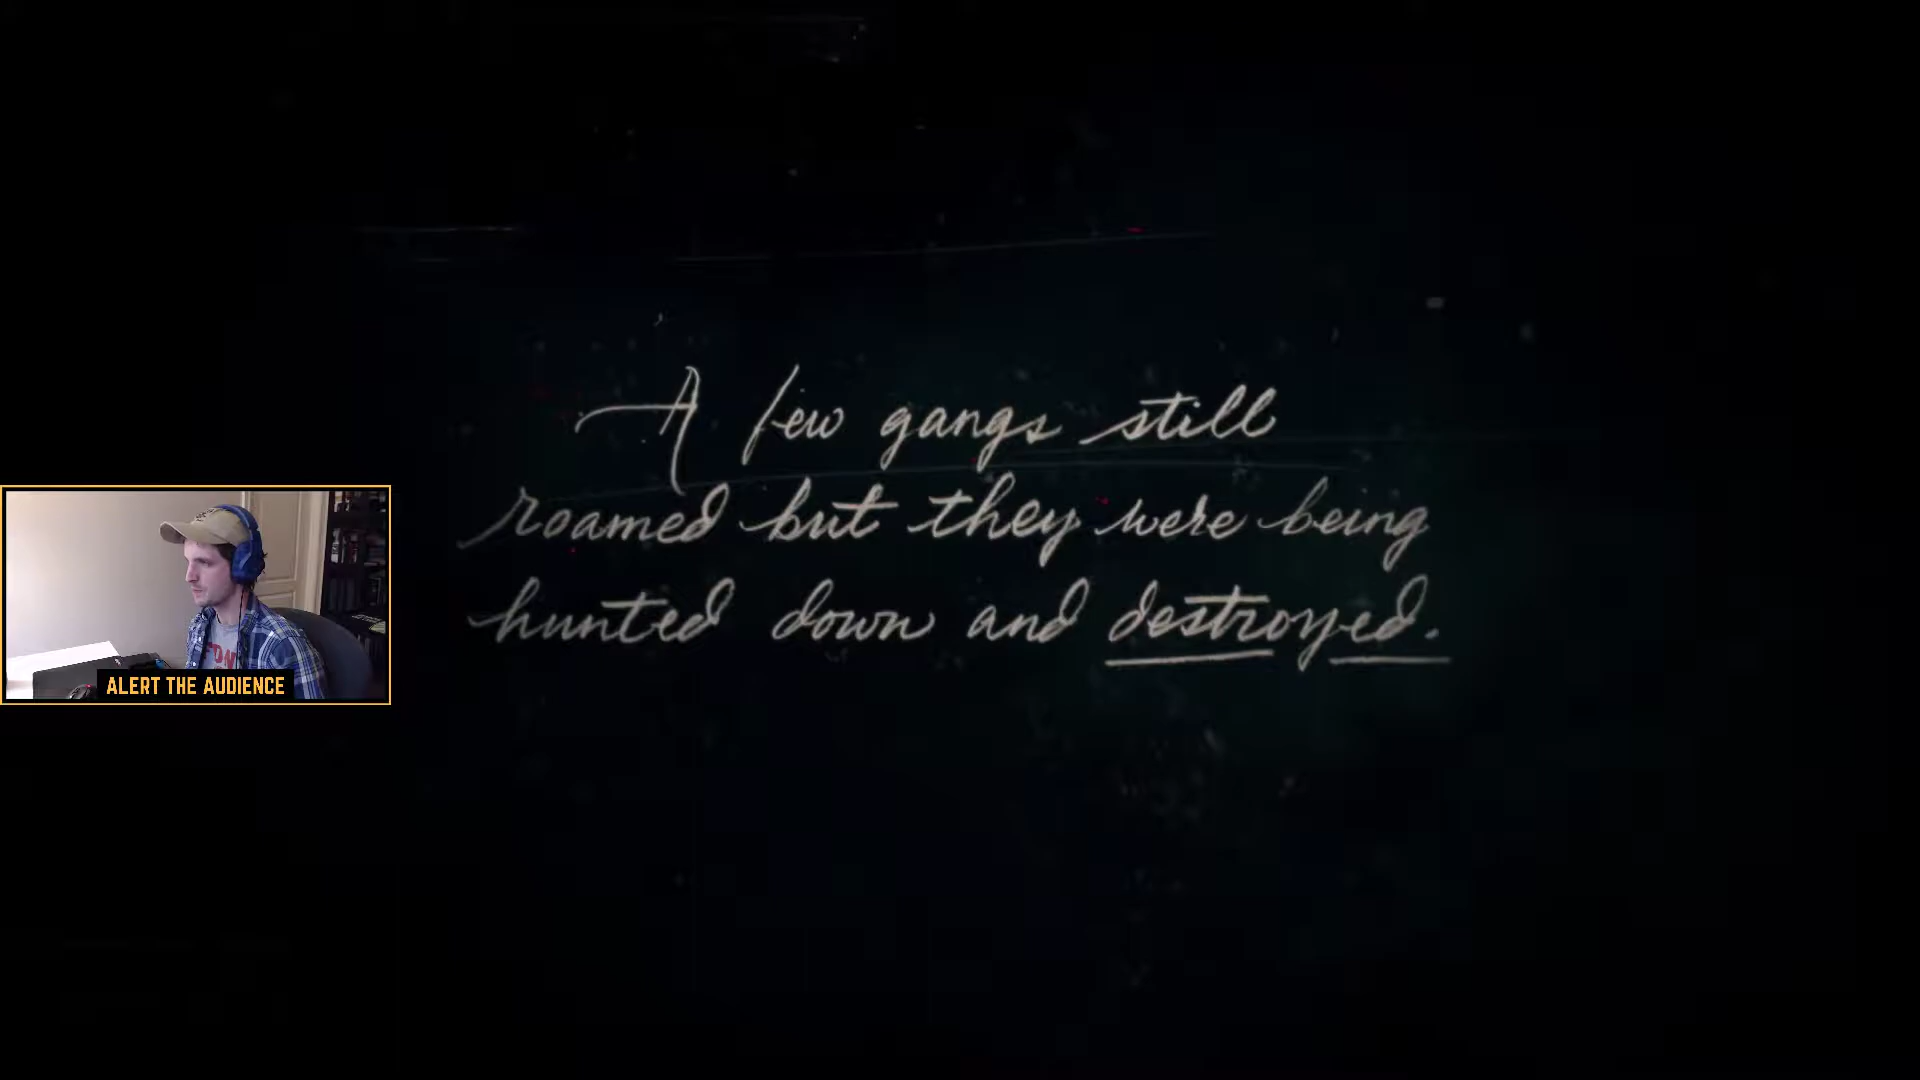 A few gangs still
roamed but they were being
hunted down and destroyed.
ALERT THE AUDIENCE